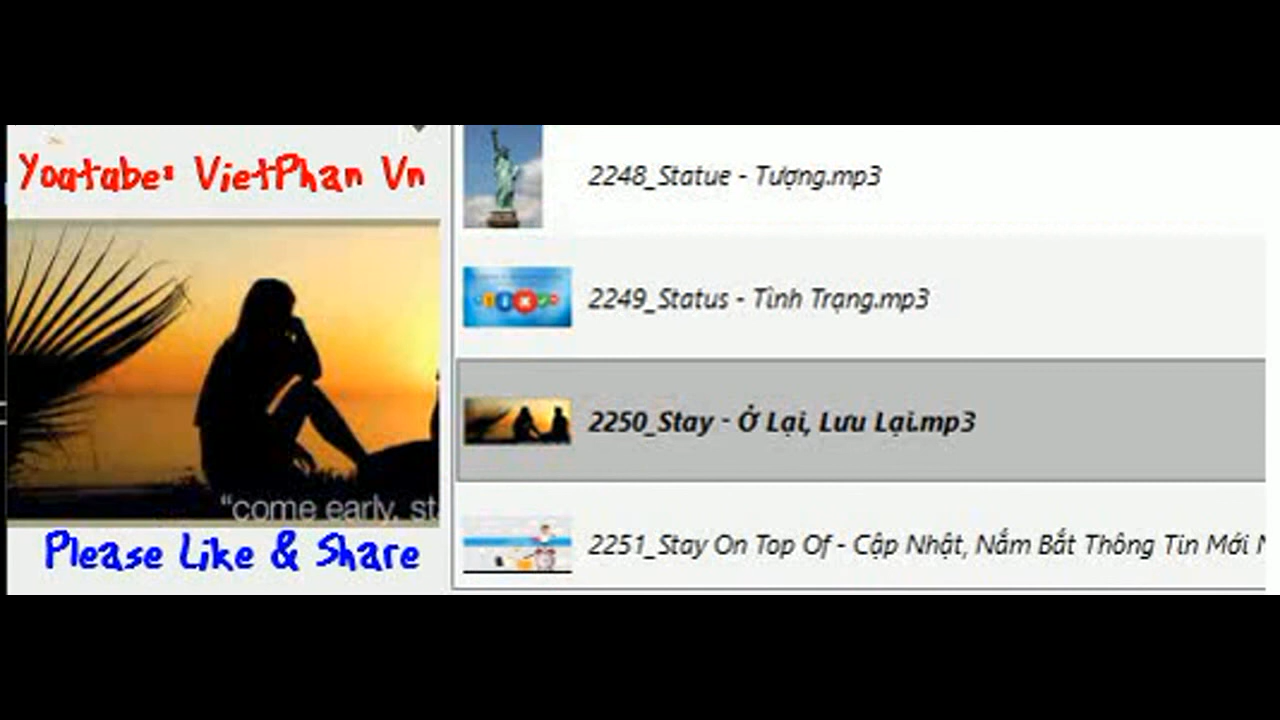 Youtube: VietPhan Vn
"come early, st
Please Like & Share
2248_Statue - Tượng.mp3
2249_Status - Tình Trạng.mp3
2250_Stay - Ở Lại, Lưu Lại.mp3
2251_Stay On Top Of - Cập Nhật, Nắm Bắt Thông Tin Mới